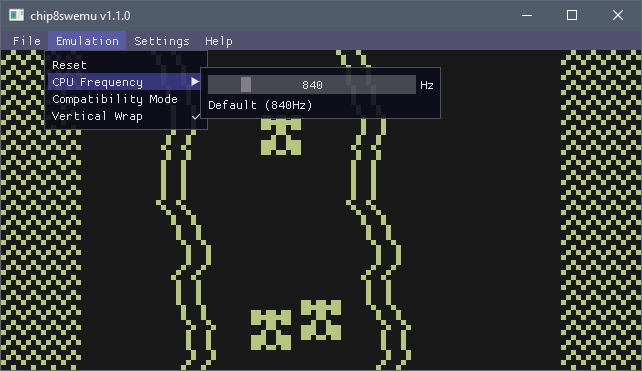 chip8swemu v1.1.0
File Emulation Settings Help
Reset
CPU Frequency
840 Hz
Compatibility Mode
Default (840Hz)
Vertical Wrap